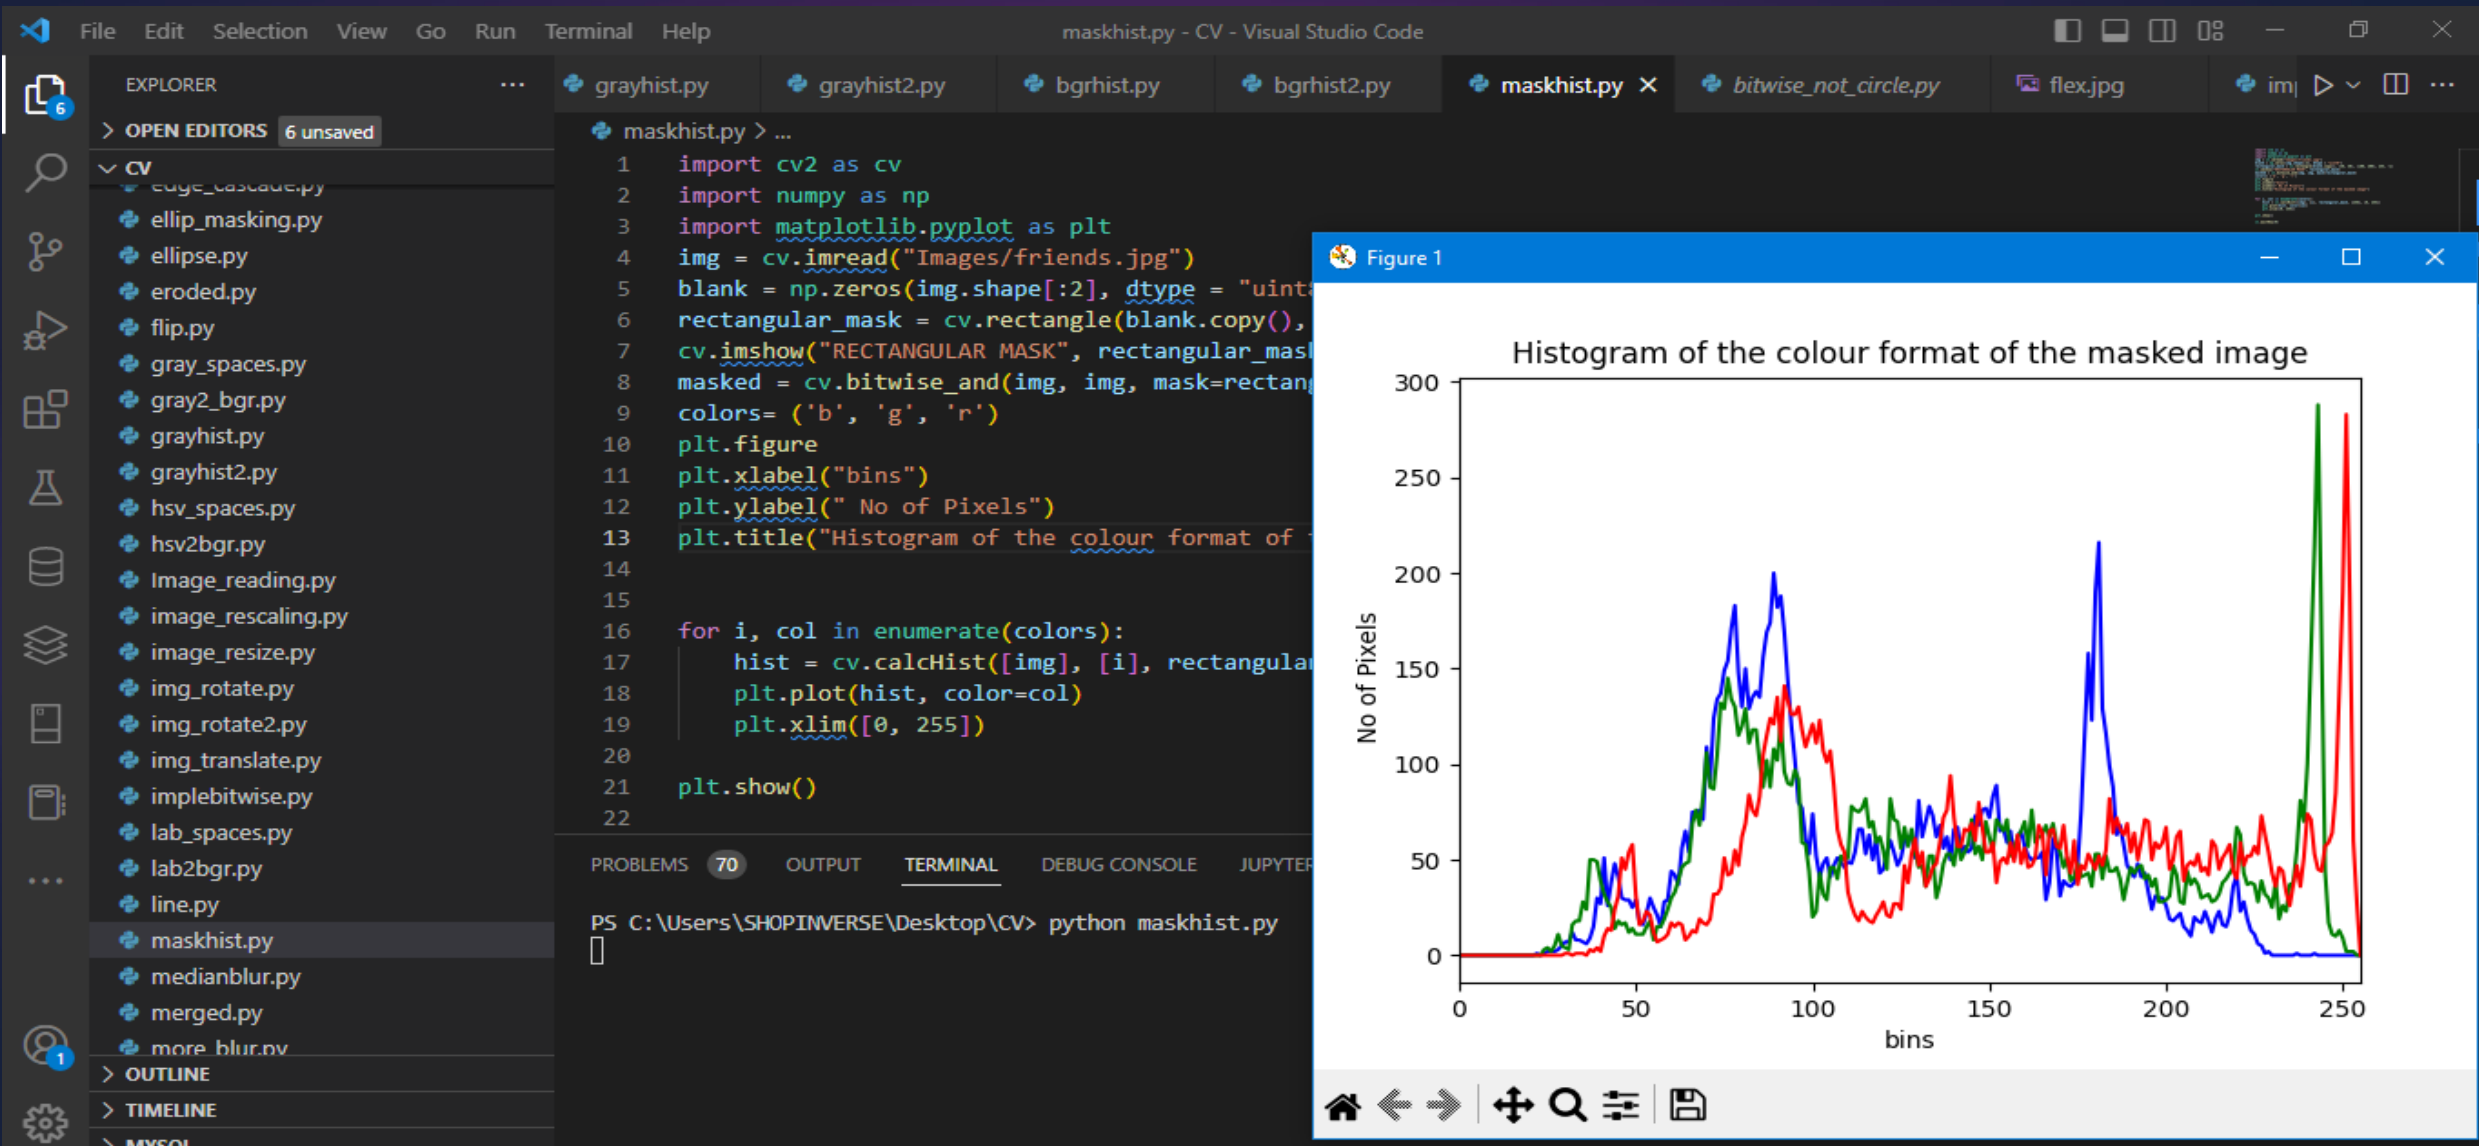 File Edit Selection View Go Run Terminal Help
maskhist.py - CV - Visual Studio Code
EXPLORER
OPEN EDITORS 6 unsaved
CV
edge_cascade.py
ellip_masking.py
ellipse.py
eroded.py
flip.py
gray_spaces.py
gray2_bgr.py
grayhist.py
grayhist2.py
hsv_spaces.py
hsv2bgr.py
Image_reading.py
image_rescaling.py
image_resize.py
img_rotate.py
img_rotate2.py
img_translate.py
implebitwise.py
lab_spaces.py
lab2bgr.py
line.py
maskhist.py
medianblur.py
merged.py
more_blur.py
OUTLINE
TIMELINE
MYSQL
6
1
grayhist.py grayhist2.py bgrhist.py bgrhist2.py maskhist.py bitwise_not_circle.py flex.jpg im
maskhist.py > ...
1 import cv2 as cv
2 import numpy as np
3 import matplotlib.pyplot as plt
4 img = cv.imread("Images/friends.jpg")
5 blank = np.zeros(img.shape[:2], dtype = "uint
6 rectangular_mask = cv.rectangle(blank.copy(),
7 cv.imshow("RECTANGULAR MASK", rectangular_mas
8 masked = cv.bitwise_and(img, img, mask=rectang
9 colors= ('b', 'g', 'r')
10 plt.figure
11 plt.xlabel("bins")
12 plt.ylabel(" No of Pixels")
13 plt.title("Histogram of the colour format of
14
15
16 for i, col in enumerate(colors):
17 hist = cv.calcHist([img], [i], rectangular
18 plt.plot(hist, color=col)
19 plt.xlim([0, 255])
20
21 plt.show()
22
PROBLEMS 70 OUTPUT TERMINAL DEBUG CONSOLE JUPYTER
PS C:\Users\SHOPINVERSE\Desktop\CV> python maskhist.py
Figure 1
Histogram of the colour format of the masked image
300
250
200
150
100
50
0
No of Pixels
0 50 100 150 200 250
bins